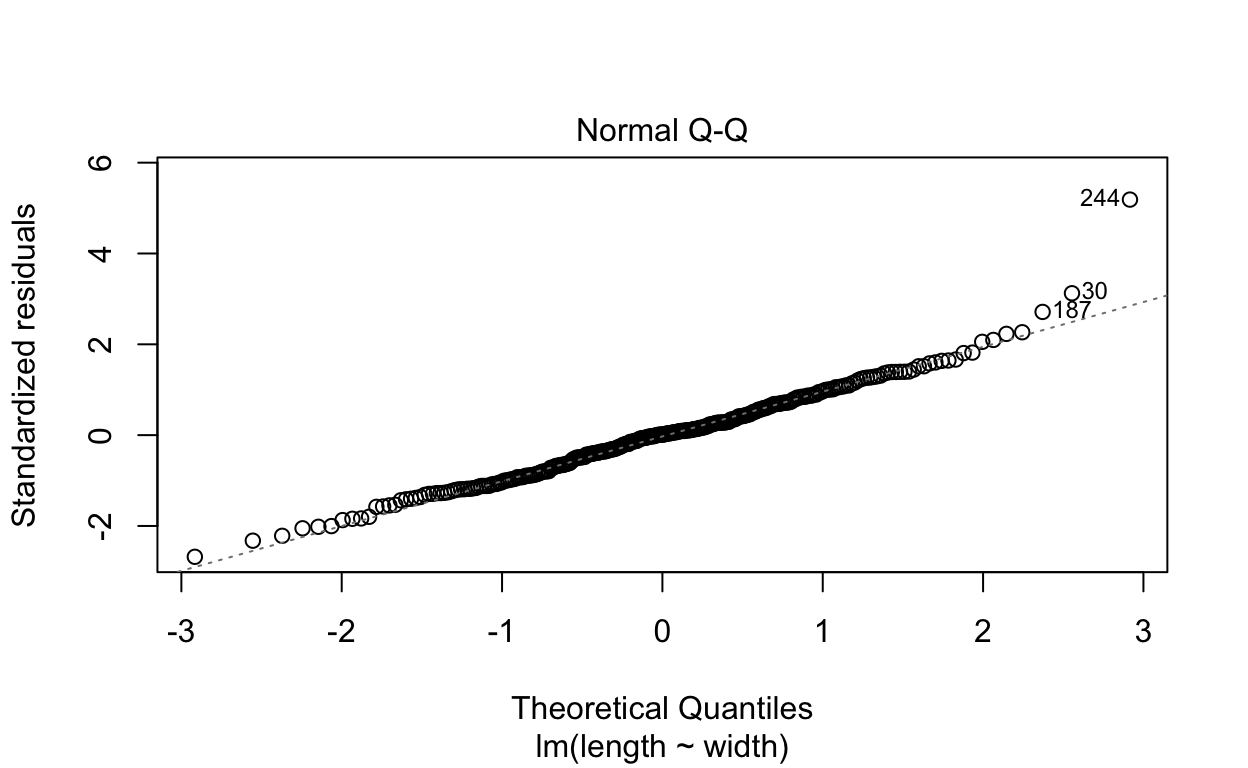 Normal Q-Q
Standardized residuals
6
4
2
0
-2
244
30
187
-3 -2 -1 0 1 2 3
Theoretical Quantiles
lm(length ~ width)